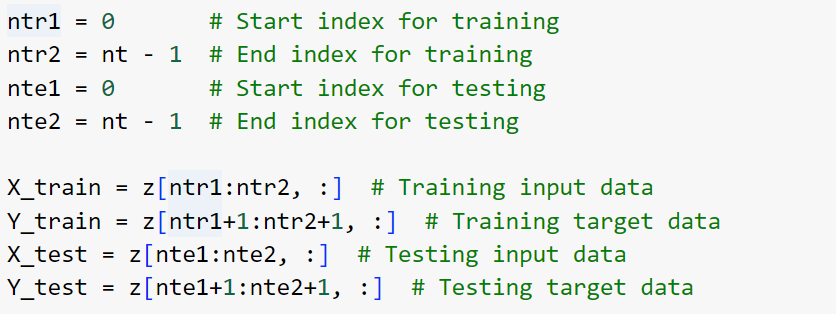 ntr1 = 0       # Start index for training
ntr2 = nt - 1  # End index for training
nte1 = 0       # Start index for testing
nte2 = nt - 1  # End index for testing

X_train = z[ntr1:ntr2, :]  # Training input data
Y_train = z[ntr1+1:ntr2+1, :]  # Training target data
X_test = z[nte1:nte2, :]  # Testing input data
Y_test = z[nte1+1:nte2+1, :]  # Testing target data